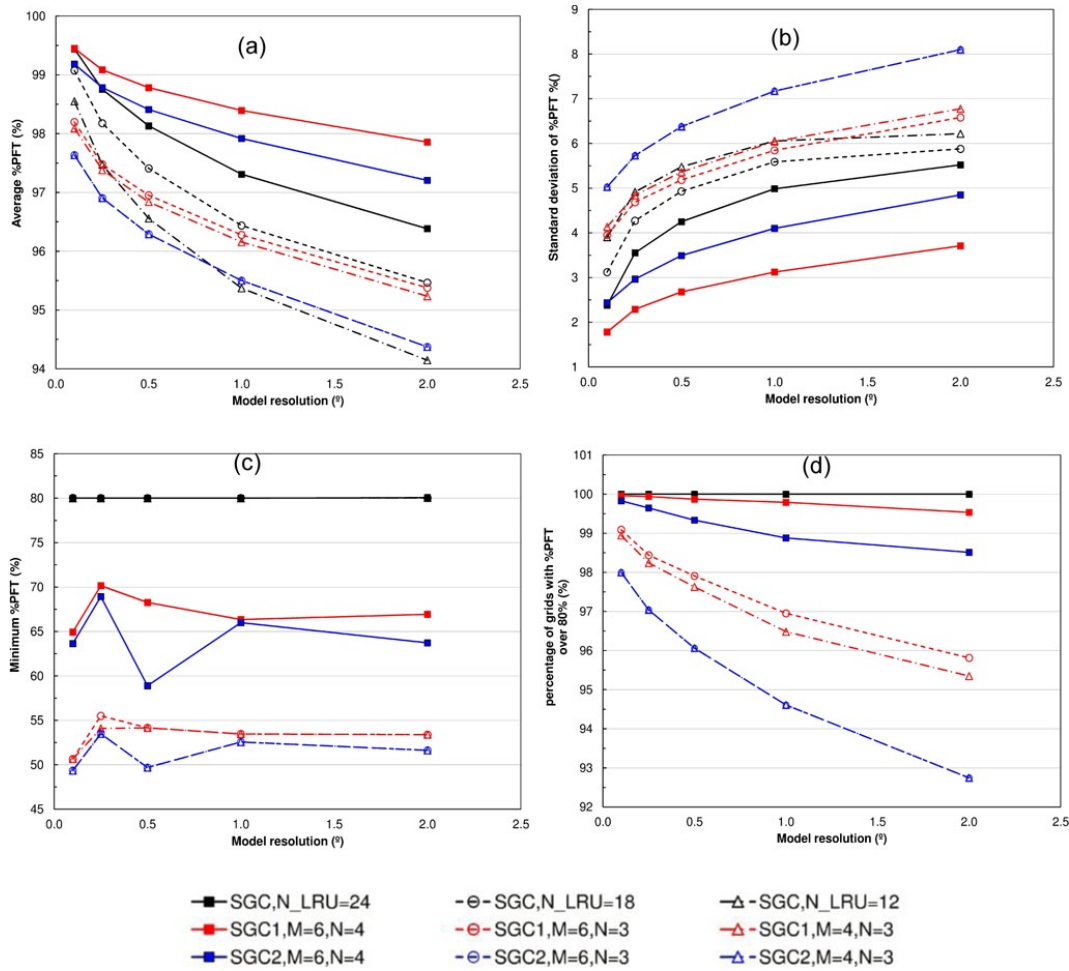 (a)
Average %PFT (%)
100
99
98
97
96
95
94
0.0 0.5 1.0 1.5 2.0 2.5
Model resolution (º)
(b)
Standard deviation of %PFT %()
9
8
7
6
5
4
3
2
1
0.0 0.5 1.0 1.5 2.0 2.5
Model resolution (º)
(c)
Minimum %PFT (%)
85
80
75
70
65
60
55
50
45
0.0 0.5 1.0 1.5 2.0 2.5
Model resolution (º)
(d)
percentage of grids with %PFT
over 80% (%)
101
100
99
98
97
96
95
94
93
92
0.0 0.5 1.0 1.5 2.0 2.5
Model resolution (º)
SGC,N_LRU=24 SGC,N_LRU=18 SGC,N_LRU=12
SGC1,M=6,N=4 SGC1,M=6,N=3 SGC1,M=4,N=3
SGC2,M=6,N=4 SGC2,M=6,N=3 SGC2,M=4,N=3